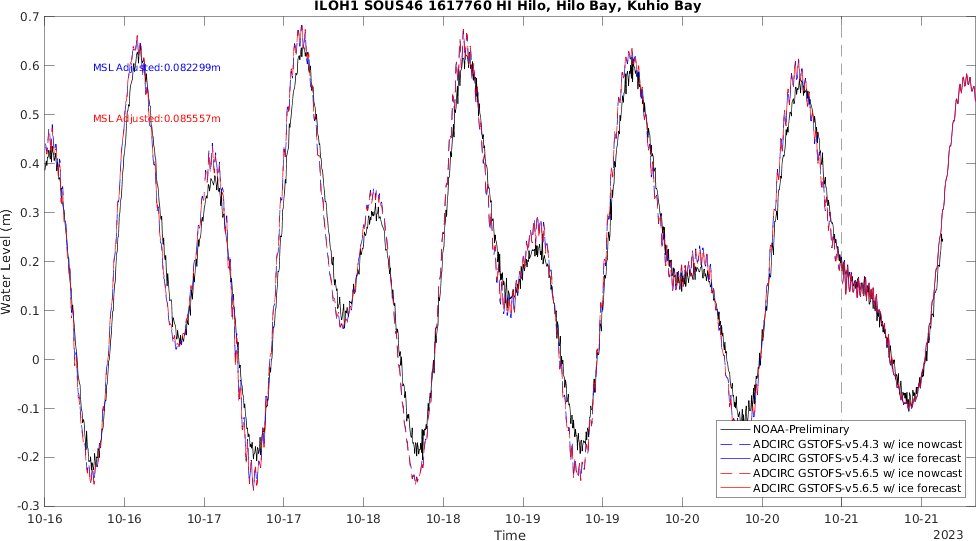 ILOH1 SOUS46 1617760 HI Hilo, Hilo Bay, Kuhio Bay
0.7
0.6
0.5
0.4
0.3
0.2
0.1
0
-0.1
-0.2
-0.3
Water Level (m)
MSL Adjusted:0.082299m
MSL Adjusted:0.085557m
NOAA-Preliminary
ADCIRC GSTOFS-v5.4.3 w/ ice nowcast
ADCIRC GSTOFS-v5.4.3 w/ ice forecast
ADCIRC GSTOFS-v5.6.5 w/ ice nowcast
ADCIRC GSTOFS-v5.6.5 w/ ice forecast
10-16 10-16 10-17 10-17 10-18 10-18 10-19 10-19 10-20 10-20 10-21 10-21
Time
2023